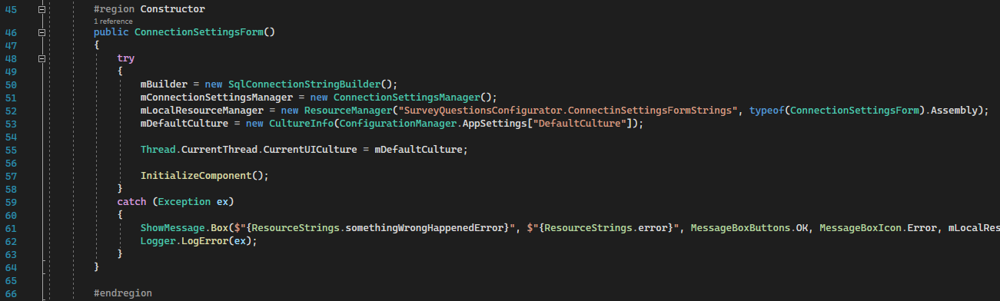 45 #region Constructor
1 reference
46 public ConnectionSettingsForm()
47 {
48 try
49 {
50 mBuilder = new SqlConnectionStringBuilder();
51 mConnectionSettingsManager = new ConnectionSettingsManager();
52 mLocalResourceManager = new ResourceManager("SurveyQuestionsConfigurator.ConnectinSettingsFormStrings", typeof(ConnectionSettingsForm).Assembly);
53 mDefaultCulture = new CultureInfo(ConfigurationManager.AppSettings["DefaultCulture"]);
54
55 Thread.CurrentThread.CurrentUICulture = mDefaultCulture;
56
57 InitializeComponent();
58 }
59 catch (Exception ex)
60 {
61 ShowMessage.Box($"{ResourceStrings.somethingWrongHappenedError}", $"{ResourceStrings.error}", MessageBoxButtons.OK, MessageBoxIcon.Error, mLocalRes
62 Logger.LogError(ex);
63 }
64 }
65
66 #endregion